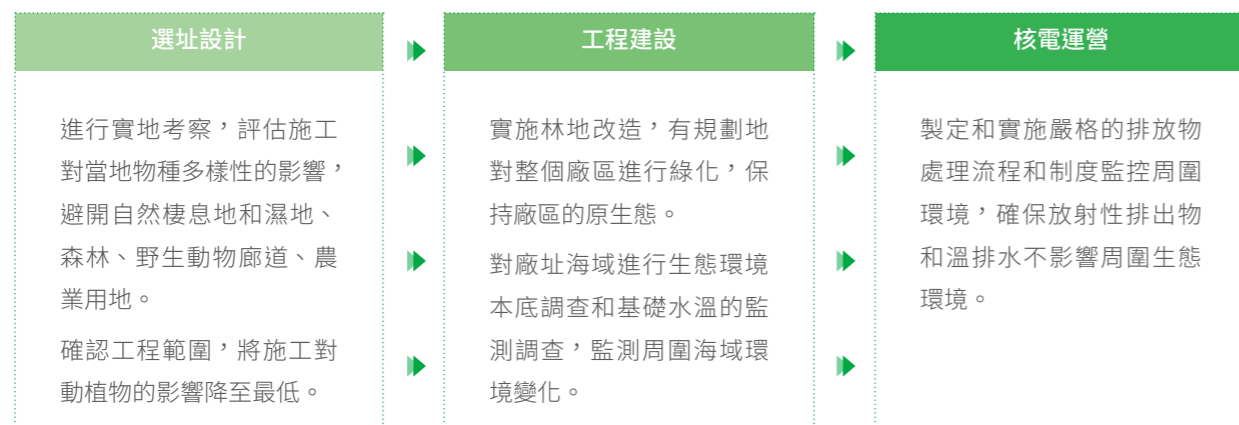 選址設計
進行實地考察，評估施工
對當地物種多樣性的影響，
避開自然棲息地和濕地、
森林、野生動物廊道、農
業用地。
確認工程範圍，將施工對
動植物的影響降至最低。
工程建設
實施林地改造，有規劃地
對整個廠區進行綠化，保
持廠區的原生態。
對廠址海域進行生態環境
本底調查和基礎水溫的監
測調查，監測周圍海域環
境變化。
核電運營
製定和實施嚴格的排放物
處理流程和制度監控周圍
環境，確保放射性排出物
和溫排水不影響周圍生態
環境。